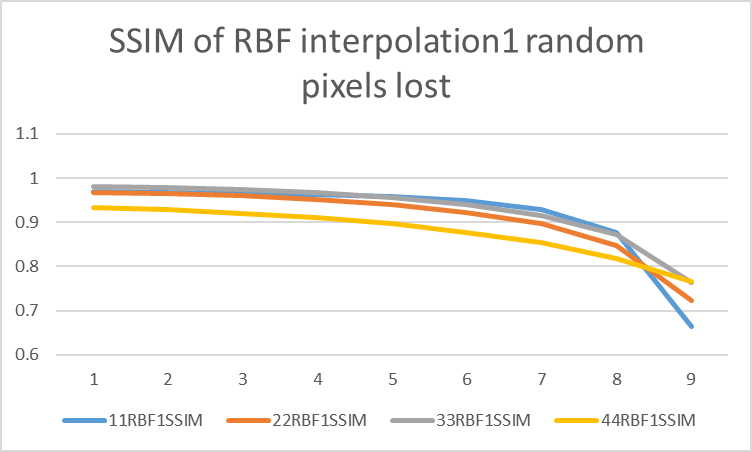 SSIM of RBF interpolation1 random
pixels lost
1.1
1
0.9
0.8
0.7
0.6
1 2 3 4 5 6 7 8 9
11RBF1SSIM 22RBF1SSIM 33RBF1SSIM 44RBF1SSIM